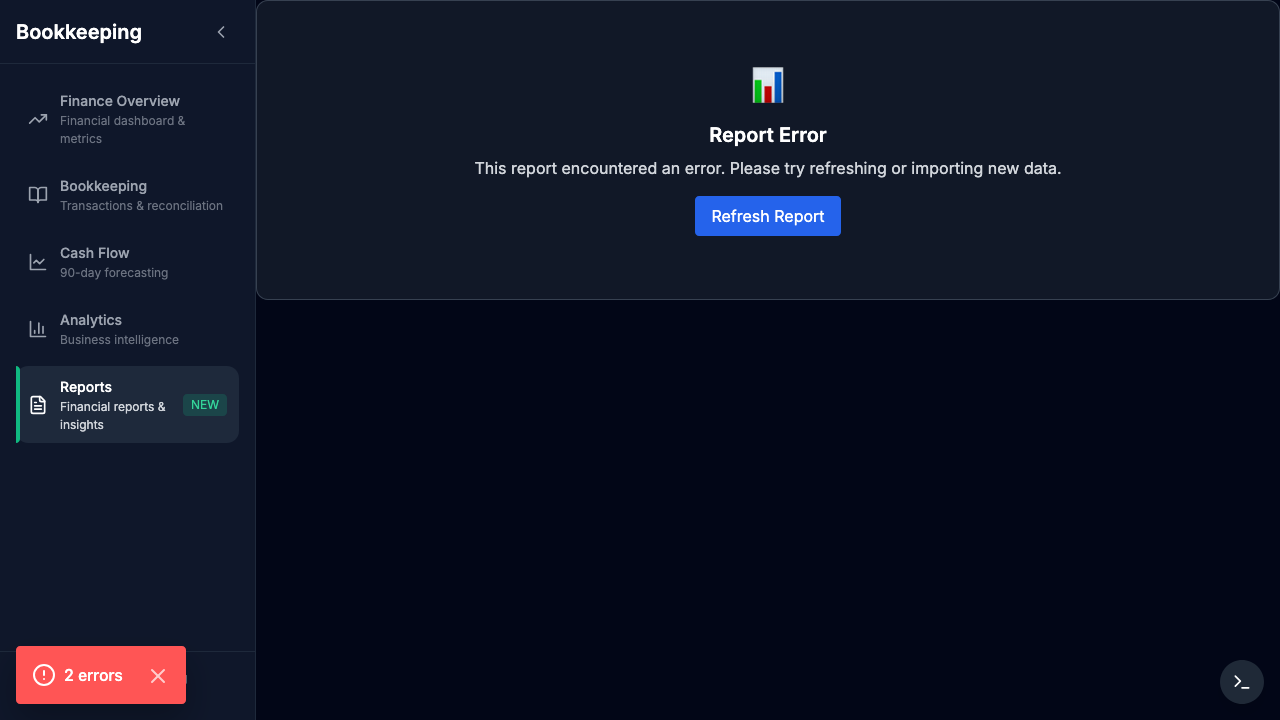 Bookkeeping
Finance Overview
Financial dashboard &
metrics
Bookkeeping
Transactions & reconciliation
Cash Flow
90-day forecasting
Analytics
Business intelligence
Reports
Financial reports &
insights
NEW
Report Error
This report encountered an error. Please try refreshing or importing new data.
Refresh Report
2 errors